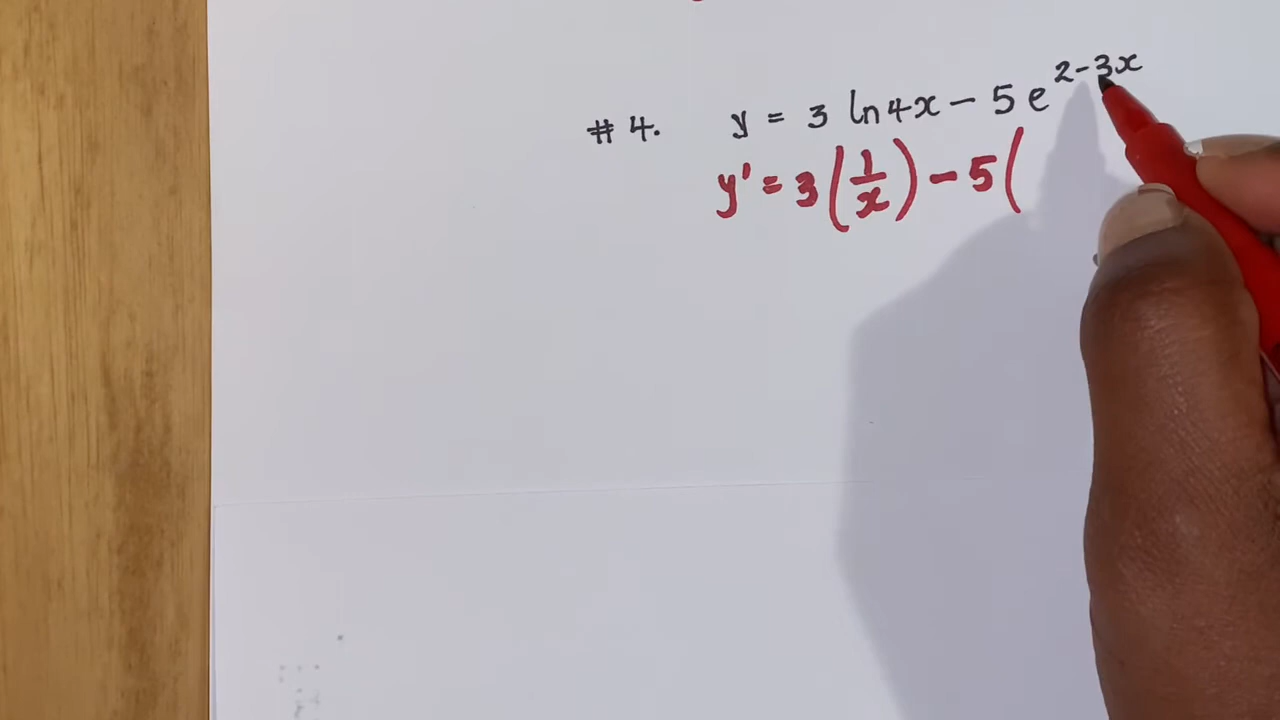 # 4. y = 3 ln 4x - 5 e^{2-3x}
y' = 3 (1/x) - 5 (